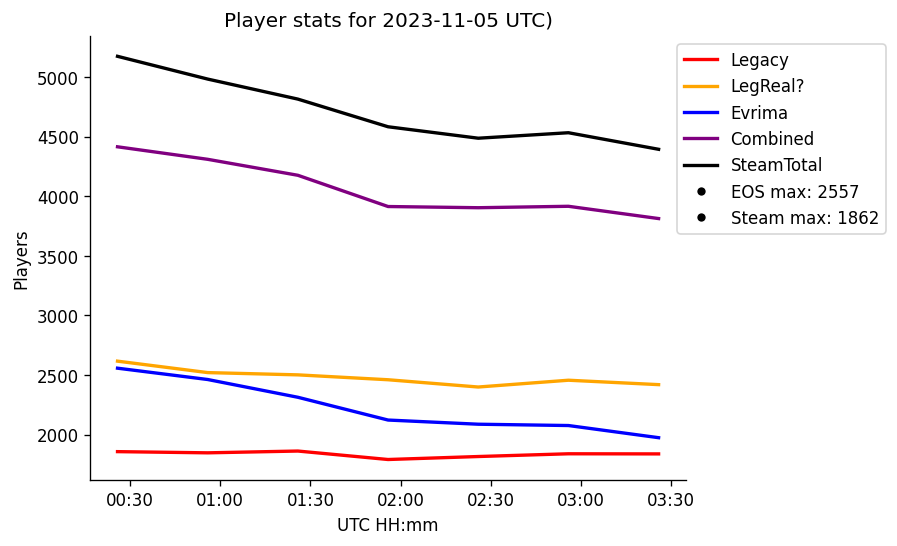 Player stats for 2023-11-05 UTC)
Legacy
LegReal?
Evrima
Combined
SteamTotal
EOS max: 2557
Steam max: 1862
Players
5000
4500
4000
3500
3000
2500
2000
00:30 01:00 01:30 02:00 02:30 03:00 03:30
UTC HH:mm